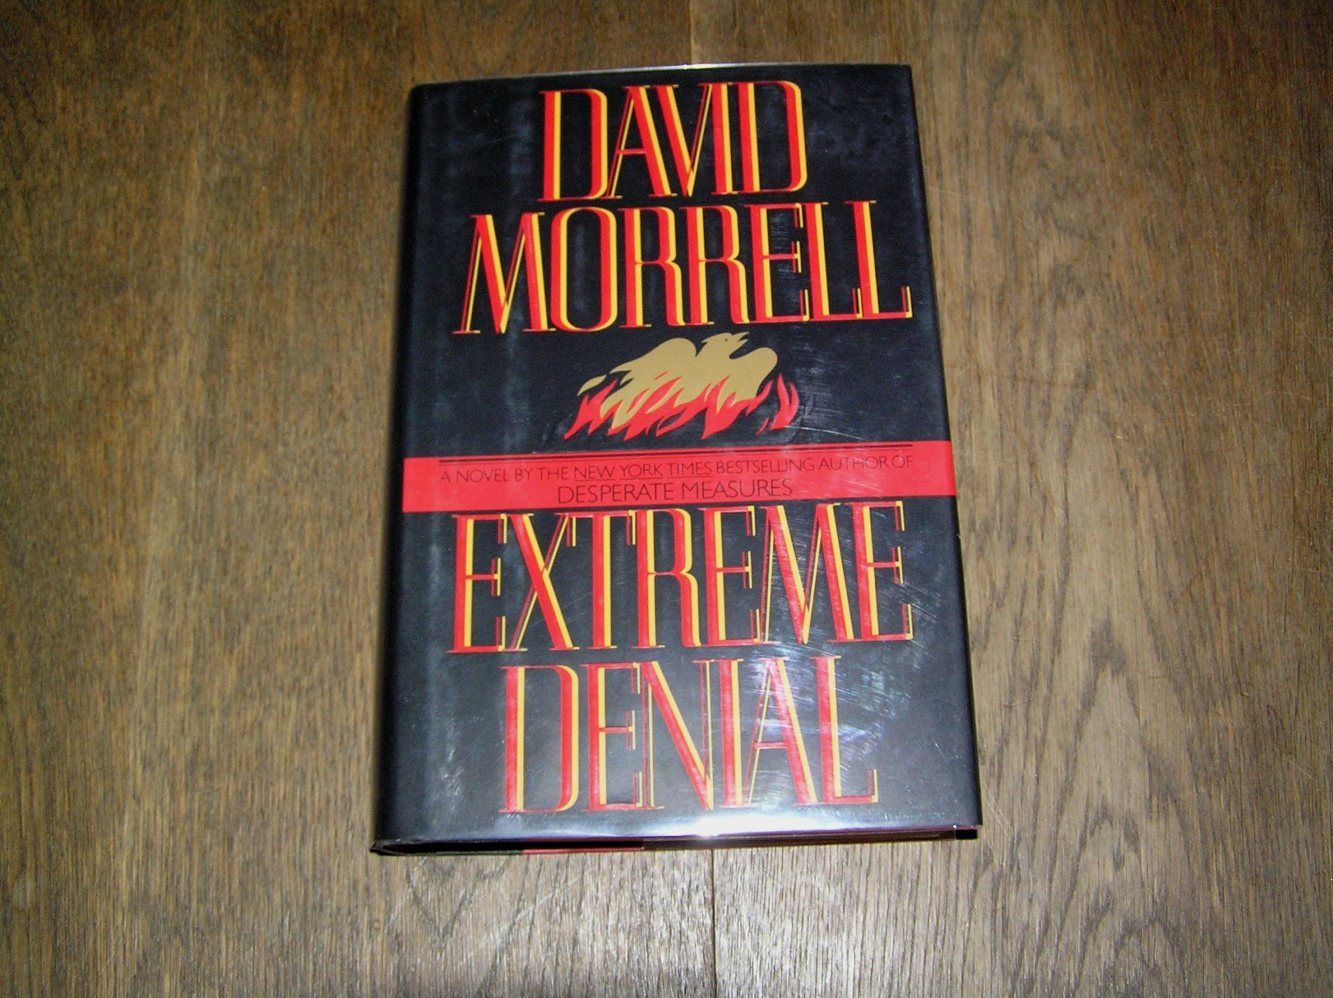 DAVID
MORRELL
A NOVEL BY THE NEW YORK TIMES BESTSELLING AUTHOR OF
DESPERATE MEASURES
EXTREME
DENIAL